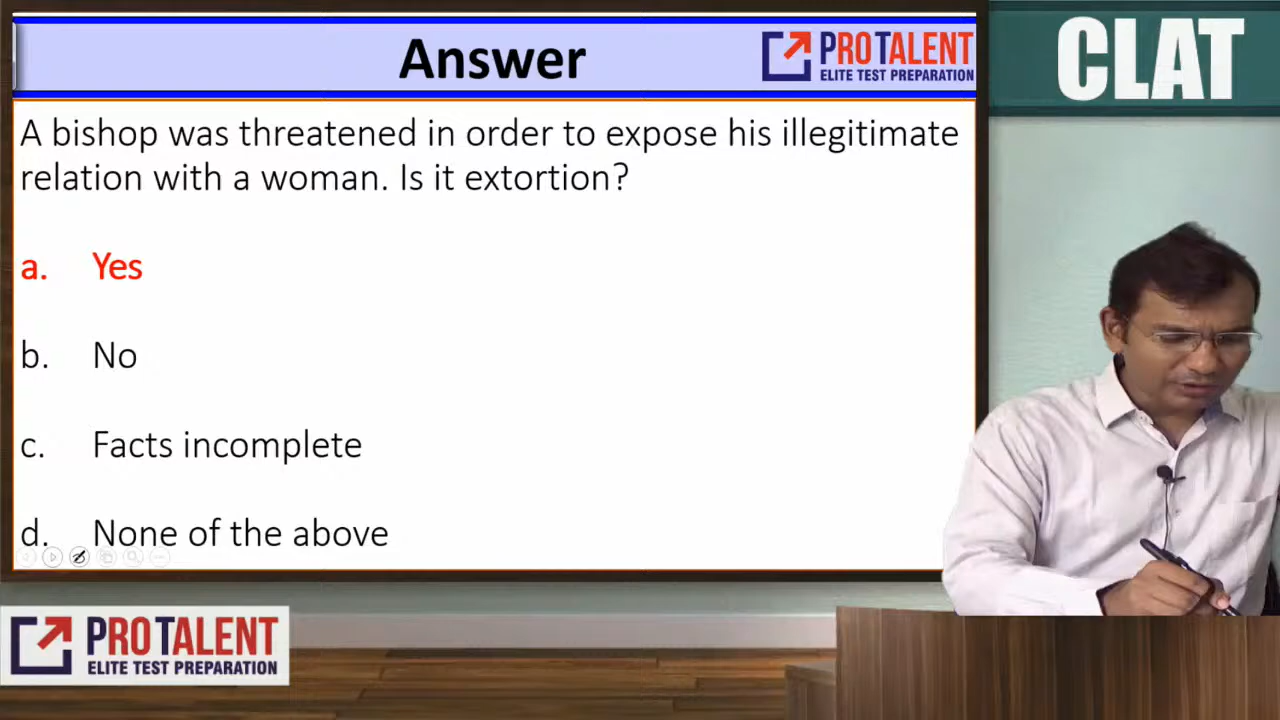 Answer
PROTALENT
ELITE TEST PREPARATION
CLAT
A bishop was threatened in order to expose his illegitimate
relation with a woman. Is it extortion?
a. Yes
b. No
c. Facts incomplete
d. None of the above
PROTALENT
ELITE TEST PREPARATION